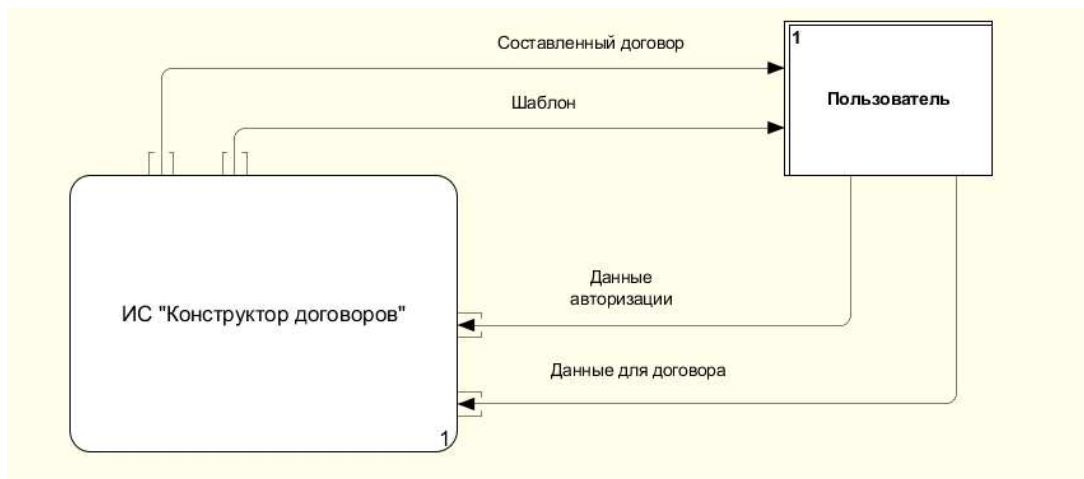 Составленный договор
1
Пользователь
Шаблон
Данные
авторизации
ИС "Конструктор договоров"
Данные для договора
1